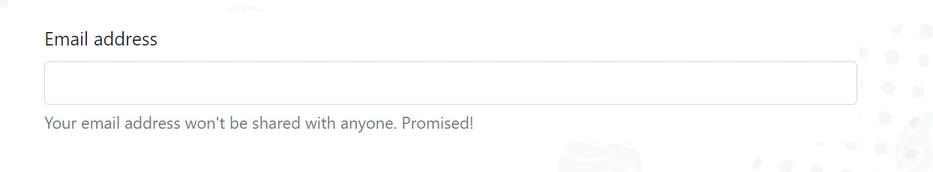 Email address
Your email address won't be shared with anyone. Promised!